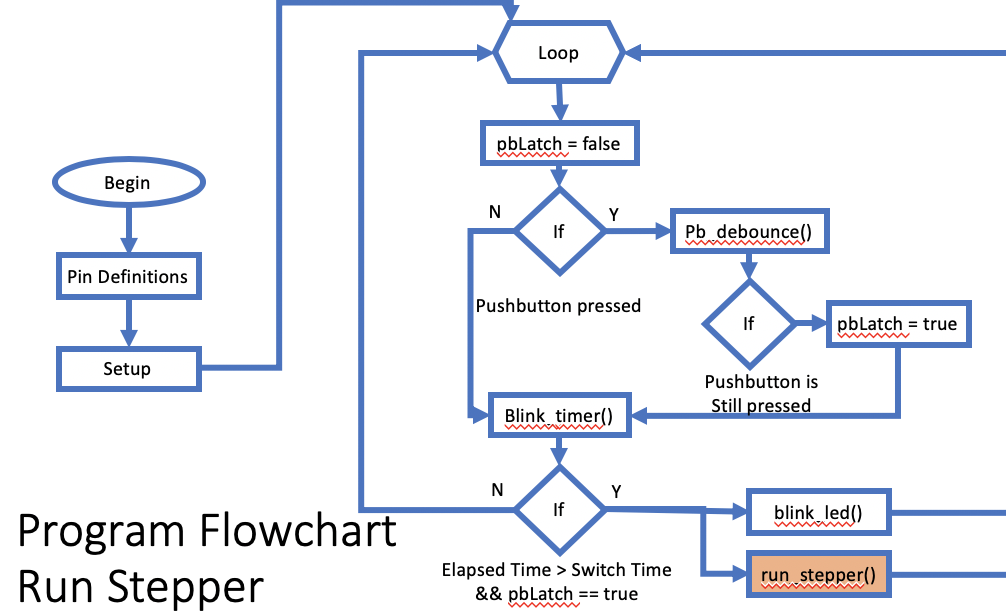 Loop
pbLatch = false
Begin
N
Y
If
Pb_debounce()
Pin Definitions
Pushbutton pressed
If
pbLatch = true
Setup
Pushbutton is
Still pressed
Blink_timer()
N
Y
If
blink_led()
Program Flowchart
Run Stepper
Elapsed Time > Switch Time
&& pbLatch == true
run_stepper()